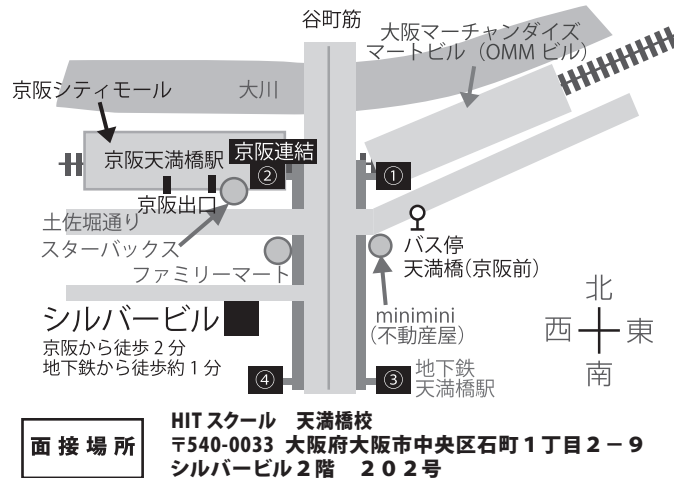 谷町筋
大阪マーチャンダイズ
マートビル（OMM ビル）
京阪シティモール
大川
京阪天満橋駅
京阪連結
②
①
京阪出口
土佐堀通り
スターバックス
バス停
天満橋（京阪前）
ファミリーマート
minimini
（不動産屋）
シルバービル
京阪から徒歩 2 分
地下鉄から徒歩約 1 分
北
西
東
南
④
③
地下鉄
天満橋駅
面接場所
HIT スクール　天満橋校
〒540-0033 大阪府大阪市中央区石町１丁目２－９
シルバービル２階　２０２号